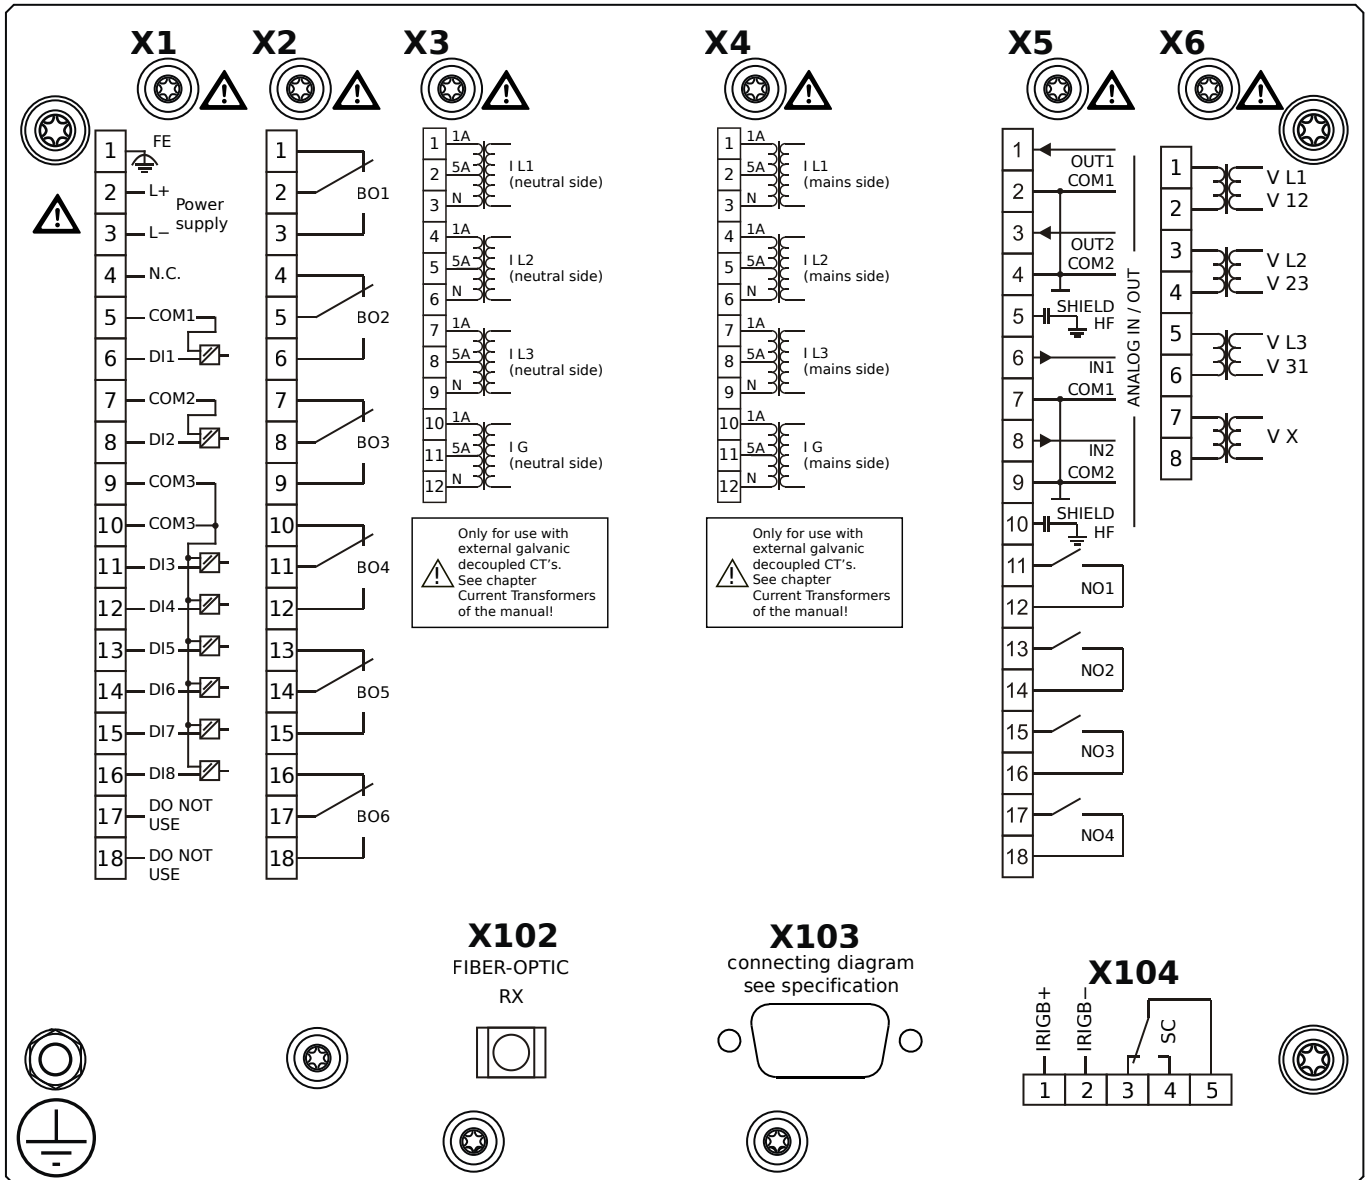 X1
X2
X3
X4
X5
X6
1 FE
2 L+ Power
supply
3 L−
4 N.C.
5 COM1
6 DI1
7 COM2
8 DI2
9 COM3
10 COM3
11 DI3
12 DI4
13 DI5
14 DI6
15 DI7
16 DI8
17 DO NOT
USE
18 DO NOT
USE
1
2 BO1
3
4
5 BO2
6
7
8 BO3
9
10
11 BO4
12
13
14 BO5
15
16
17 BO6
18
1 1A
2 5A
3 N
I L1
(neutral side)
4 1A
5 5A
6 N
I L2
(neutral side)
7 1A
8 5A
9 N
I L3
(neutral side)
10 1A
11 5A
12 N
I G
(neutral side)
Only for use with
external galvanic
decoupled CT’s.
See chapter
Current Transformers
of the manual!
1 1A
2 5A
3 N
I L1
(mains side)
4 1A
5 5A
6 N
I L2
(mains side)
7 1A
8 5A
9 N
I L3
(mains side)
10 1A
11 5A
12 N
I G
(mains side)
Only for use with
external galvanic
decoupled CT’s.
See chapter
Current Transformers
of the manual!
1 OUT1
2 COM1
3 OUT2
4 COM2
5 SHIELD
HF
6 IN1
7 COM1
8 IN2
9 COM2
10 SHIELD
HF
ANALOG IN / OUT
11
NO1
12
13
NO2
14
15
NO3
16
17
NO4
18
1 V L1
2 V 12
3 V L2
4 V 23
5 V L3
6 V 31
7 V X
8
X102
FIBER-OPTIC
RX
X103
connecting diagram
see specification
X104
IRIGB+
IRIGB−
SC
1 2 3 4 5